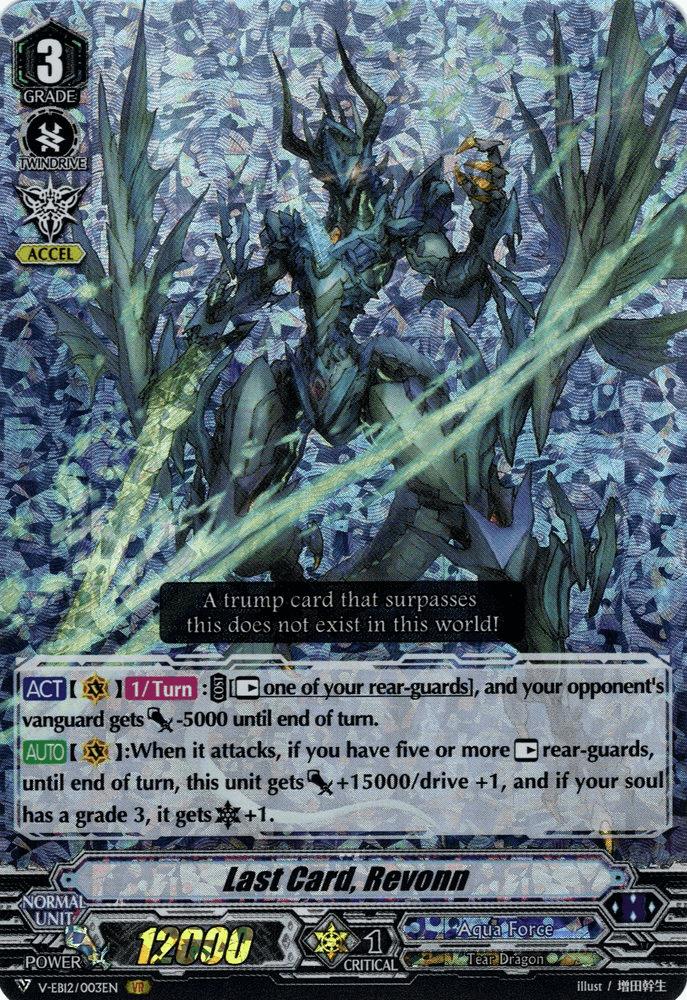 3
GRADE
TWINDRIVE
ACCEL
A trump card that surpasses
this does not exist in this world!
ACT【 】1/Turn:COST[ one of your rear-guards], and your opponent's
vanguard gets -5000 until end of turn.
AUTO【 】:When it attacks, if you have five or more rear-guards,
until end of turn, this unit gets +15000/drive +1, and if your soul
has a grade 3, it gets +1.
Last Card, Revonn
NORMAL
UNIT
POWER
12000
1
CRITICAL
Aqua Force
Tear Dragon
V-EB12/003EN VR
illust / 増田幹生